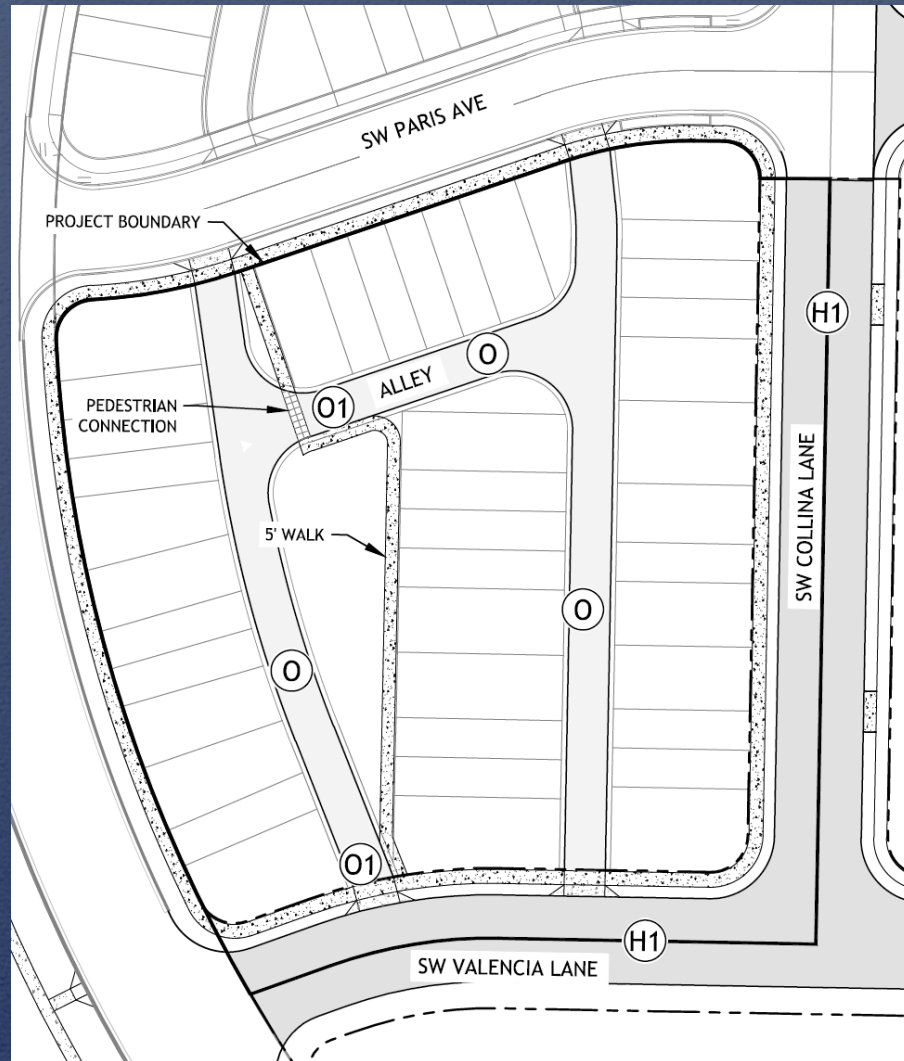 SW PARIS AVE
PROJECT BOUNDARY
H1
O
ALLEY
O1
PEDESTRIAN
CONNECTION
SW COLLINA LANE
5' WALK
O
O
O1
H1
SW VALENCIA LANE